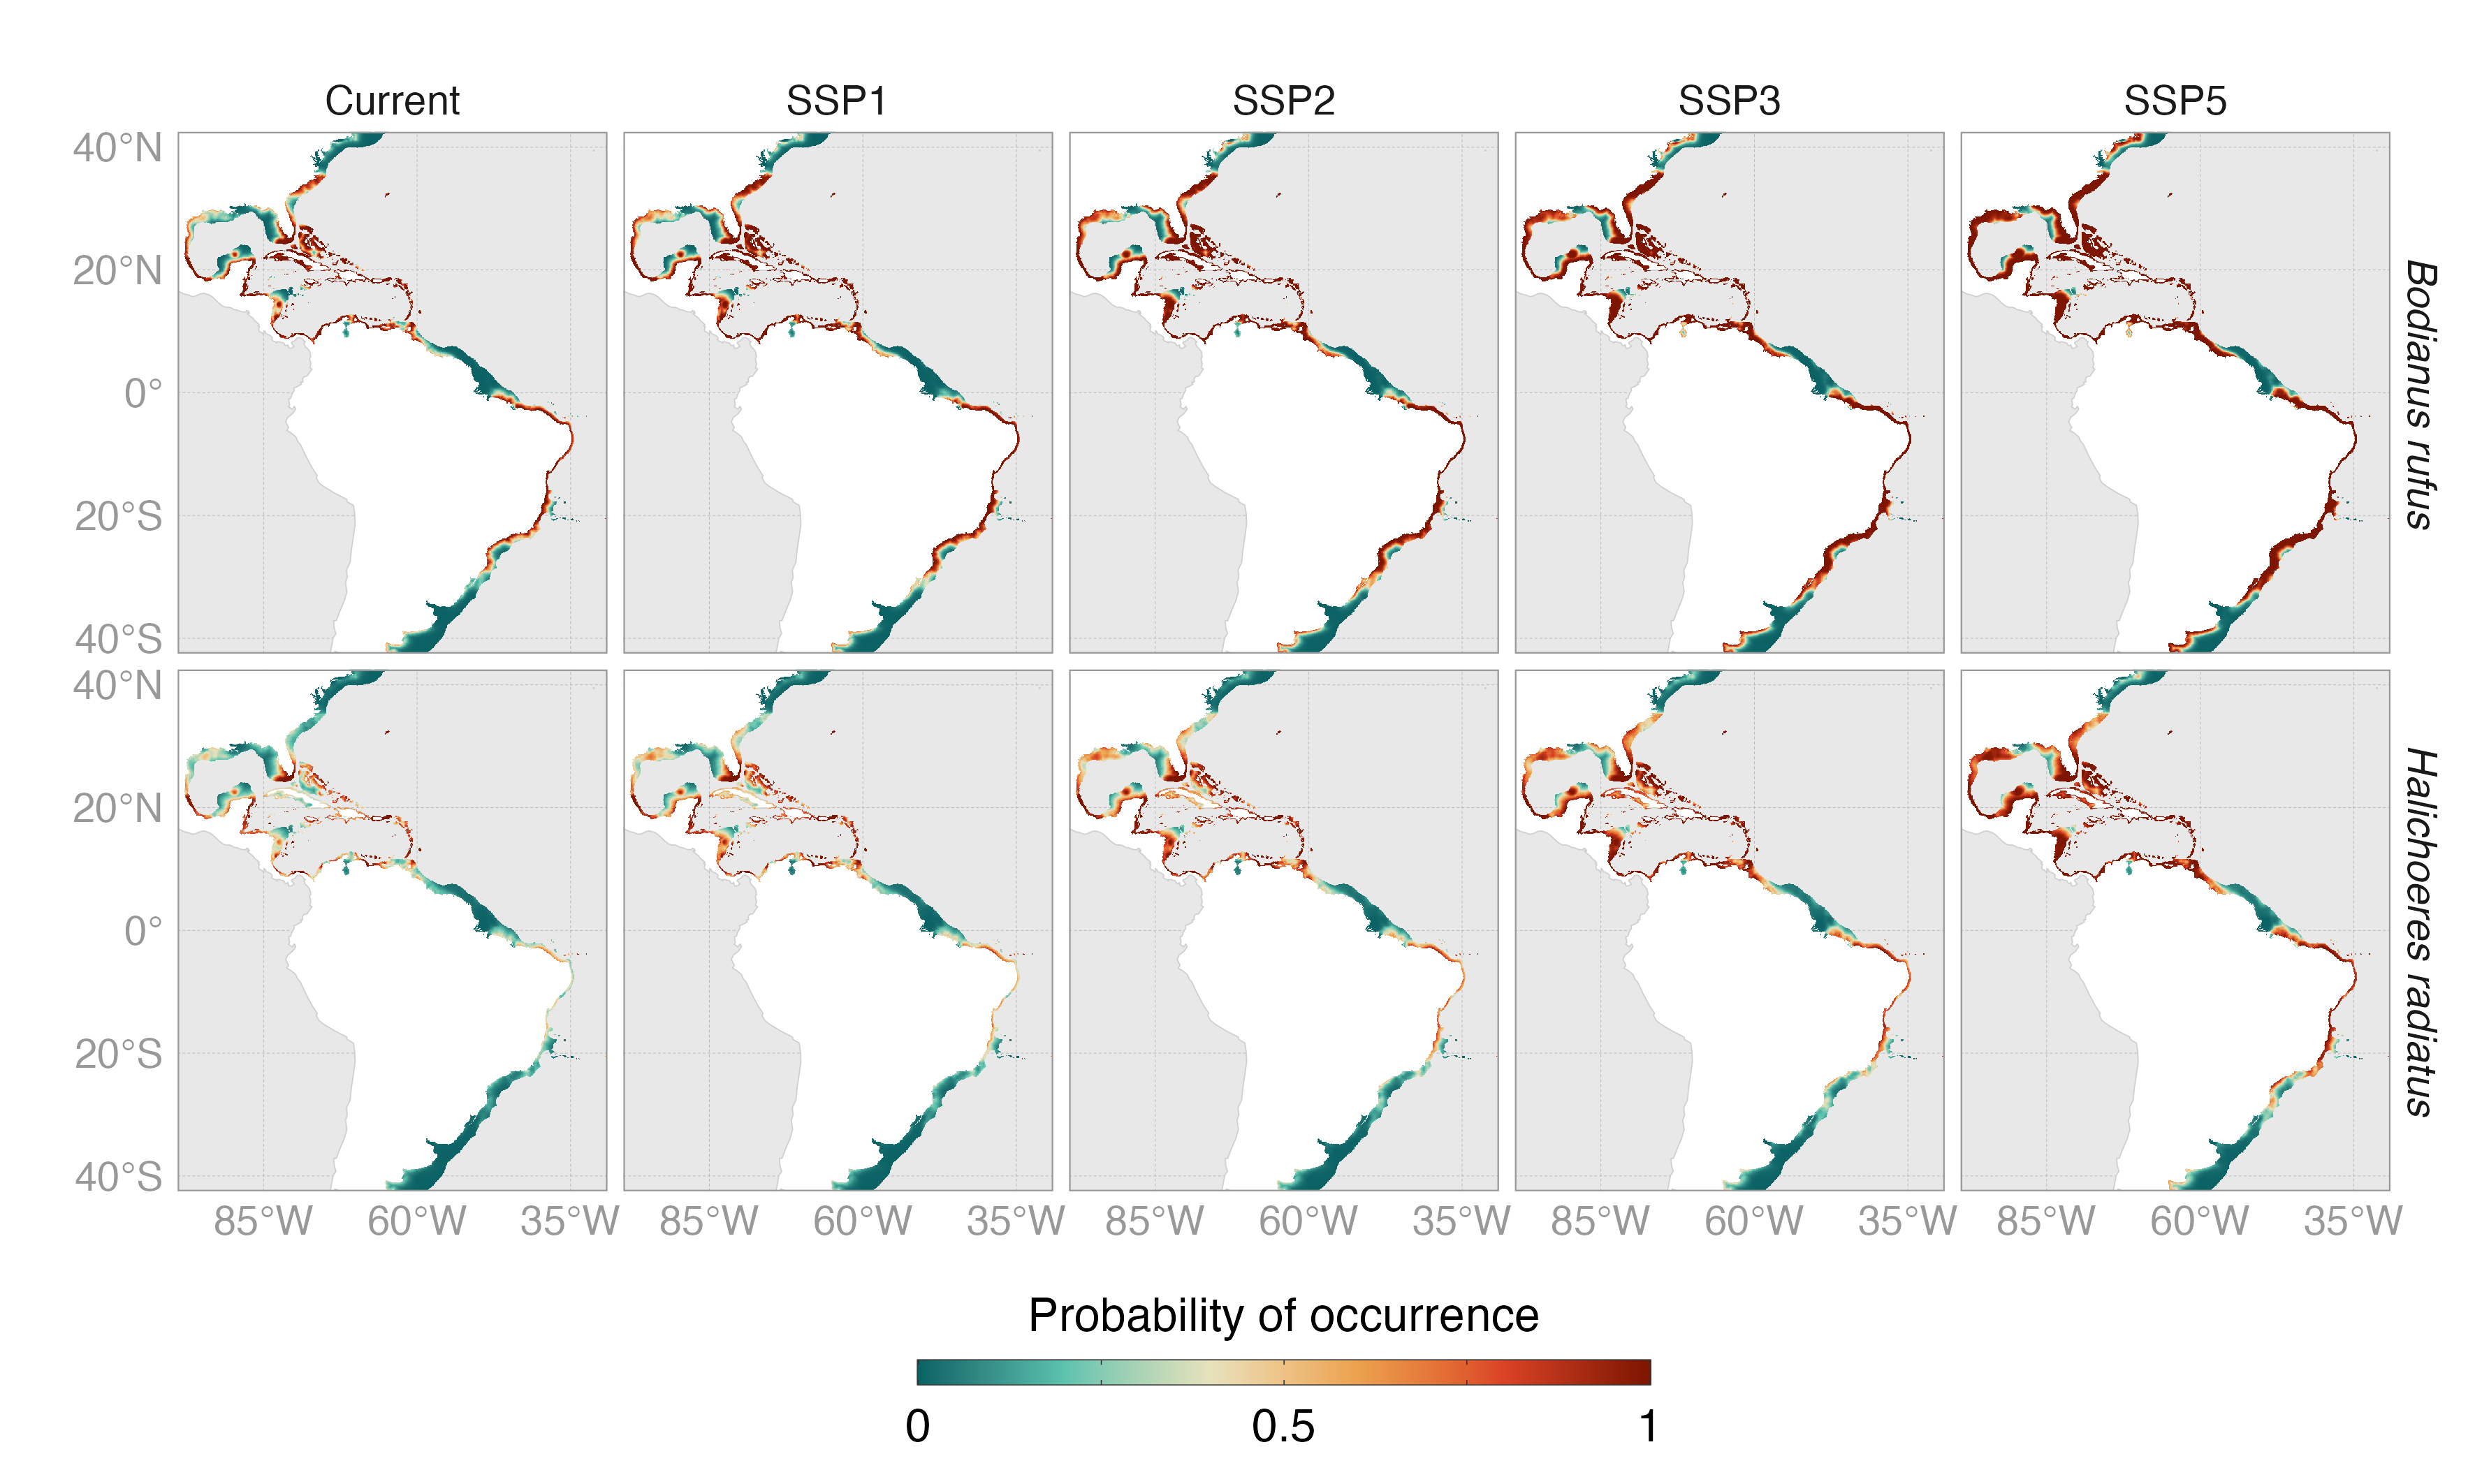 Current SSP1 SSP2 SSP3 SSP5
40°N
20°N
0°
20°S
40°S
Bodianus rufus
40°N
20°N
0°
20°S
40°S
Halichoeres radiatus
85°W 60°W 35°W 85°W 60°W 35°W 85°W 60°W 35°W 85°W 60°W 35°W 85°W 60°W 35°W
Probability of occurrence
0 0.5 1